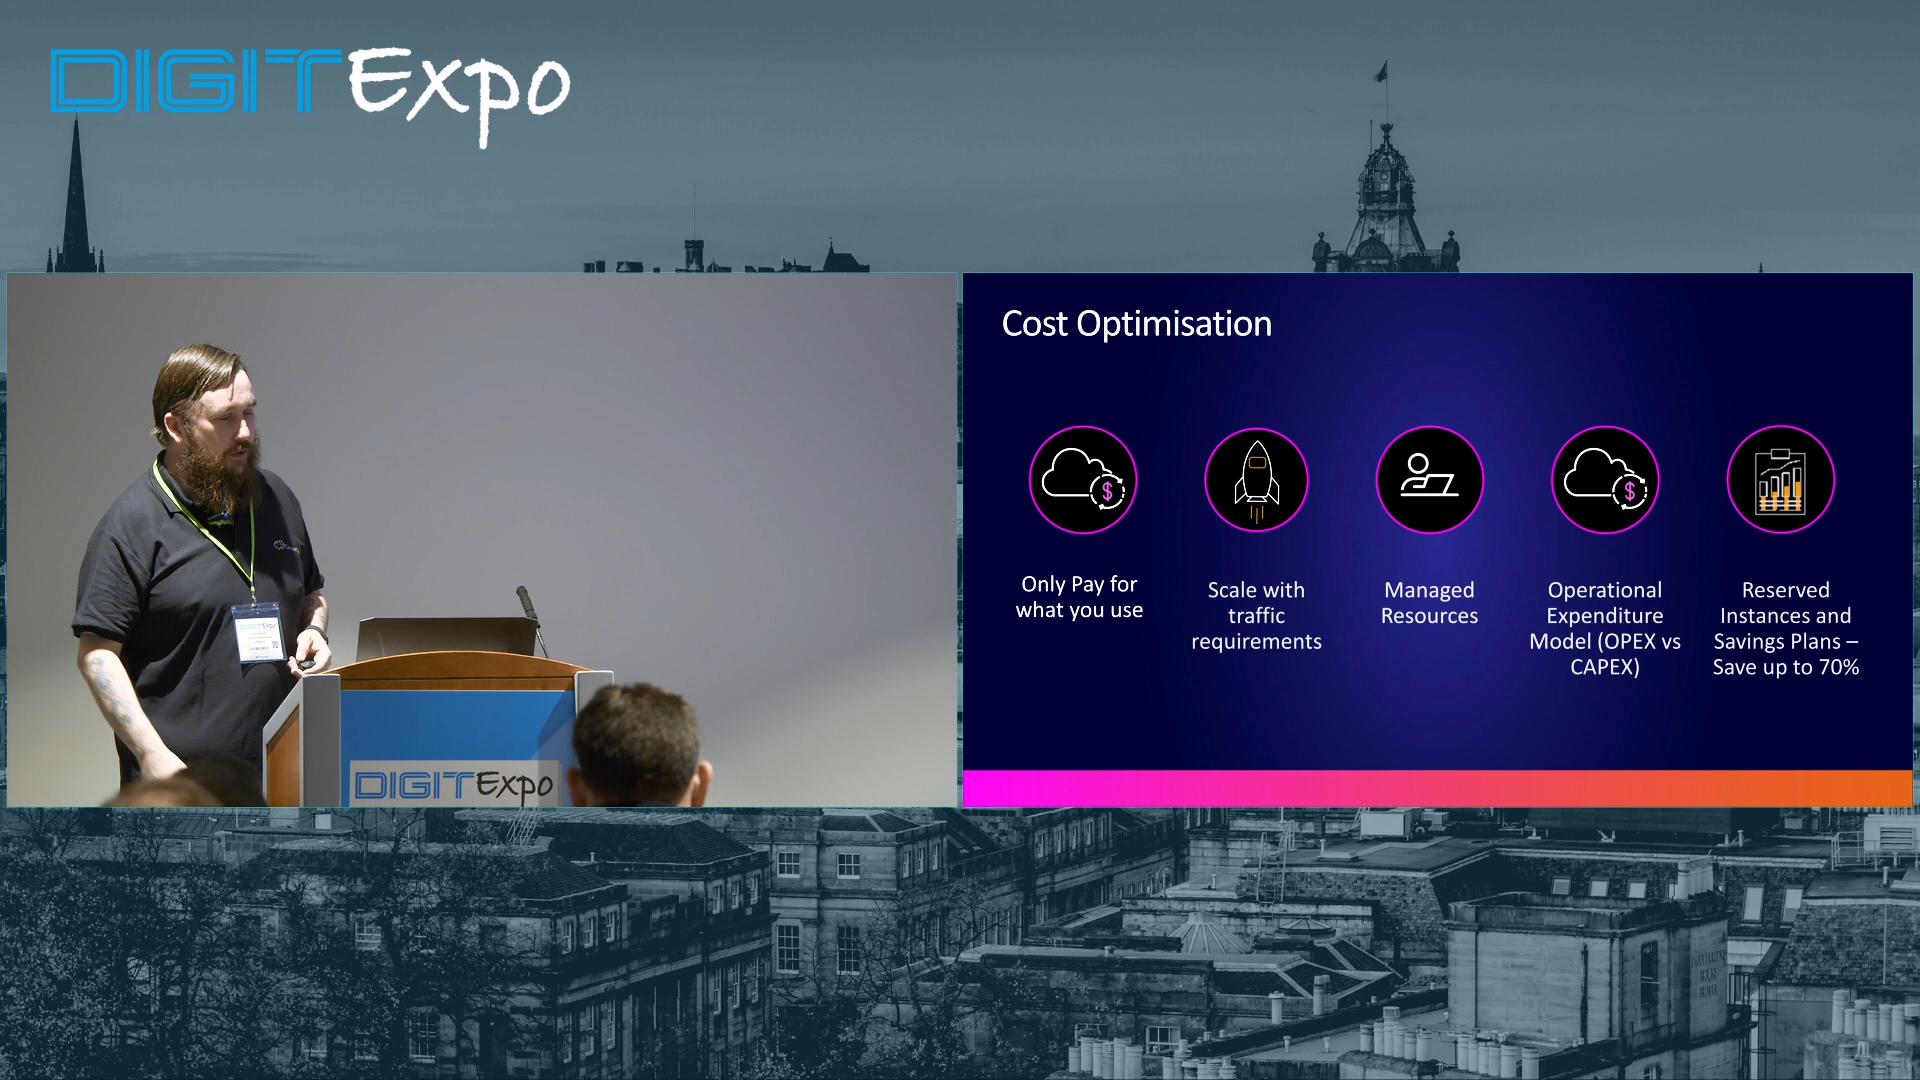 DIGITExpo
Cost Optimisation
Only Pay for
what you use
Scale with
traffic
requirements
Managed
Resources
Operational
Expenditure
Model (OPEX vs
CAPEX)
Reserved
Instances and
Savings Plans –
Save up to 70%
DIGITExpo
DIGITExpo